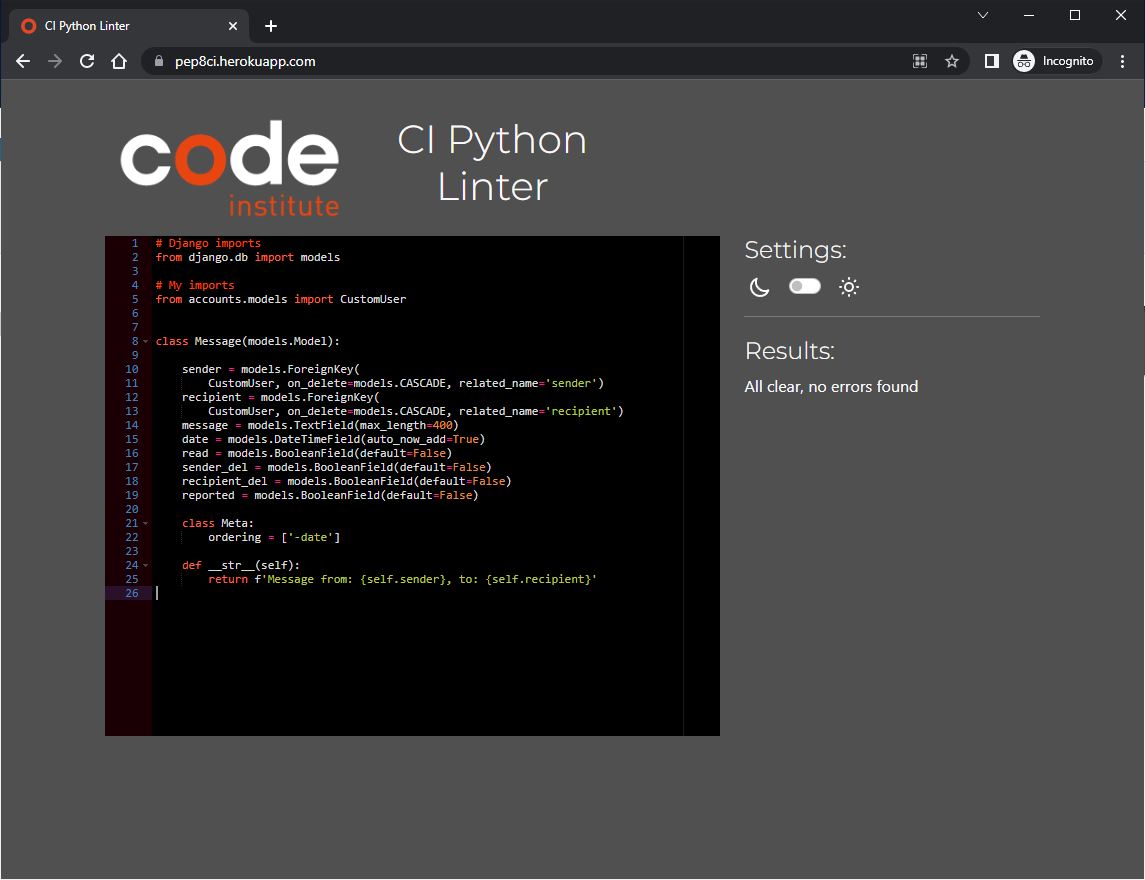 CI Python Linter
pep8ci.herokuapp.com
Incognito
code
institute
CI Python
Linter
1 # Django imports
2 from django.db import models
3
4 # My imports
5 from accounts.models import CustomUser
6
7
8 class Message(models.Model):
9
10     sender = models.ForeignKey(
11         CustomUser, on_delete=models.CASCADE, related_name='sender')
12     recipient = models.ForeignKey(
13         CustomUser, on_delete=models.CASCADE, related_name='recipient')
14     message = models.TextField(max_length=400)
15     date = models.DateTimeField(auto_now_add=True)
16     read = models.BooleanField(default=False)
17     sender_del = models.BooleanField(default=False)
18     recipient_del = models.BooleanField(default=False)
19     reported = models.BooleanField(default=False)
20
21     class Meta:
22         ordering = ['-date']
23
24     def __str__(self):
25         return f'Message from: {self.sender}, to: {self.recipient}'
26
Settings:
Results:
All clear, no errors found